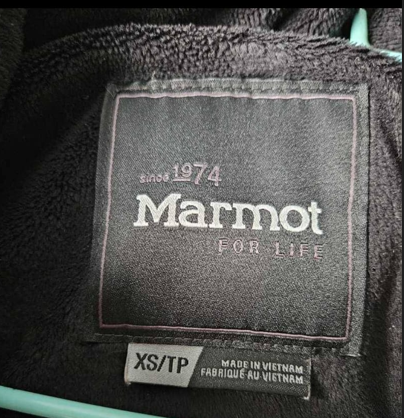 since 1974
Marmot
FOR LIFE
XS/TP
MADE IN VIETNAM
FABRIQUÉ AU VIETNAM